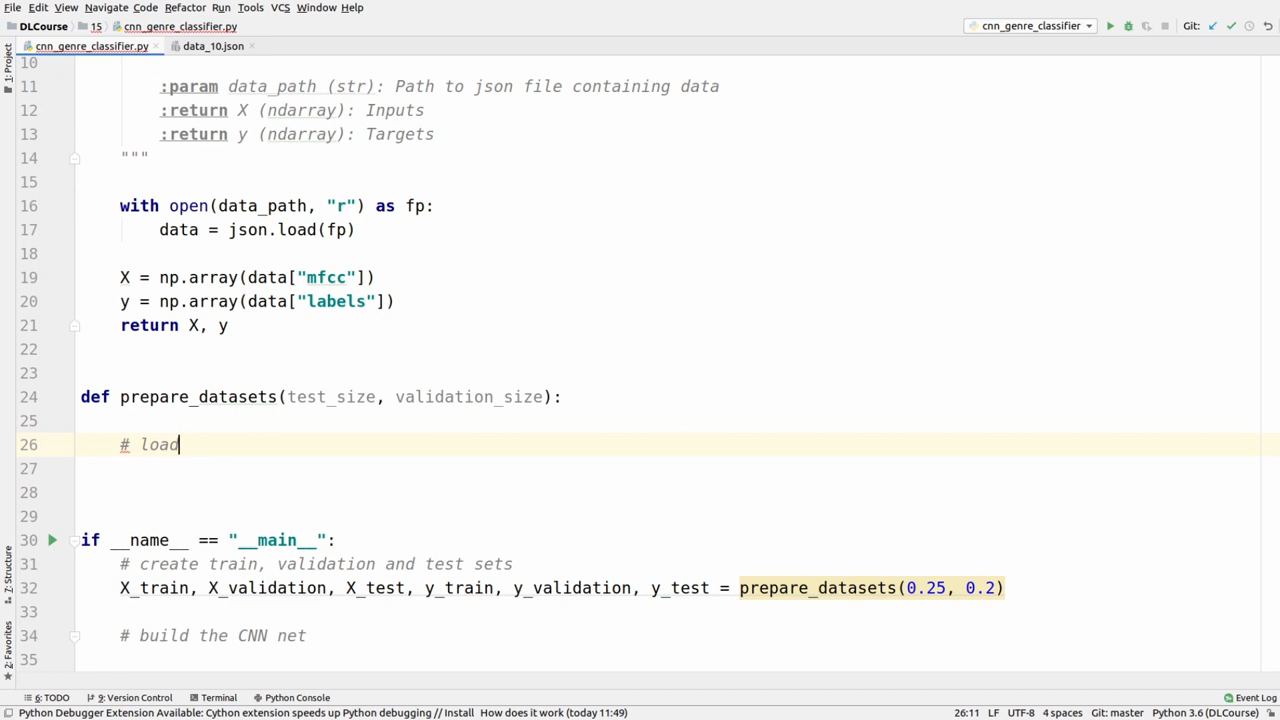 File Edit View Navigate Code Refactor Run Tools VCS Window Help
DLCourse 15 cnn_genre_classifier.py cnn_genre_classifier Git:
cnn_genre_classifier.py data_10.json
1: Project
10
11 :param data_path (str): Path to json file containing data
12 :return X (ndarray): Inputs
13 :return y (ndarray): Targets
14 """
15
16 with open(data_path, "r") as fp:
17 data = json.load(fp)
18
19 X = np.array(data["mfcc"])
20 y = np.array(data["labels"])
21 return X, y
22
23
24 def prepare_datasets(test_size, validation_size):
25
26 # load
27
28
29
30 if __name__ == "__main__":
31 # create train, validation and test sets
32 X_train, X_validation, X_test, y_train, y_validation, y_test = prepare_datasets(0.25, 0.2)
33
34 # build the CNN net
35
7: Structure
2: Favorites
6: TODO 9: Version Control Terminal Python Console Event Log
Python Debugger Extension Available: Cython extension speeds up Python debugging // Install How does it work (today 11:49) 26:11 LF UTF-8 4 spaces Git: master Python 3.6 (DLCourse)